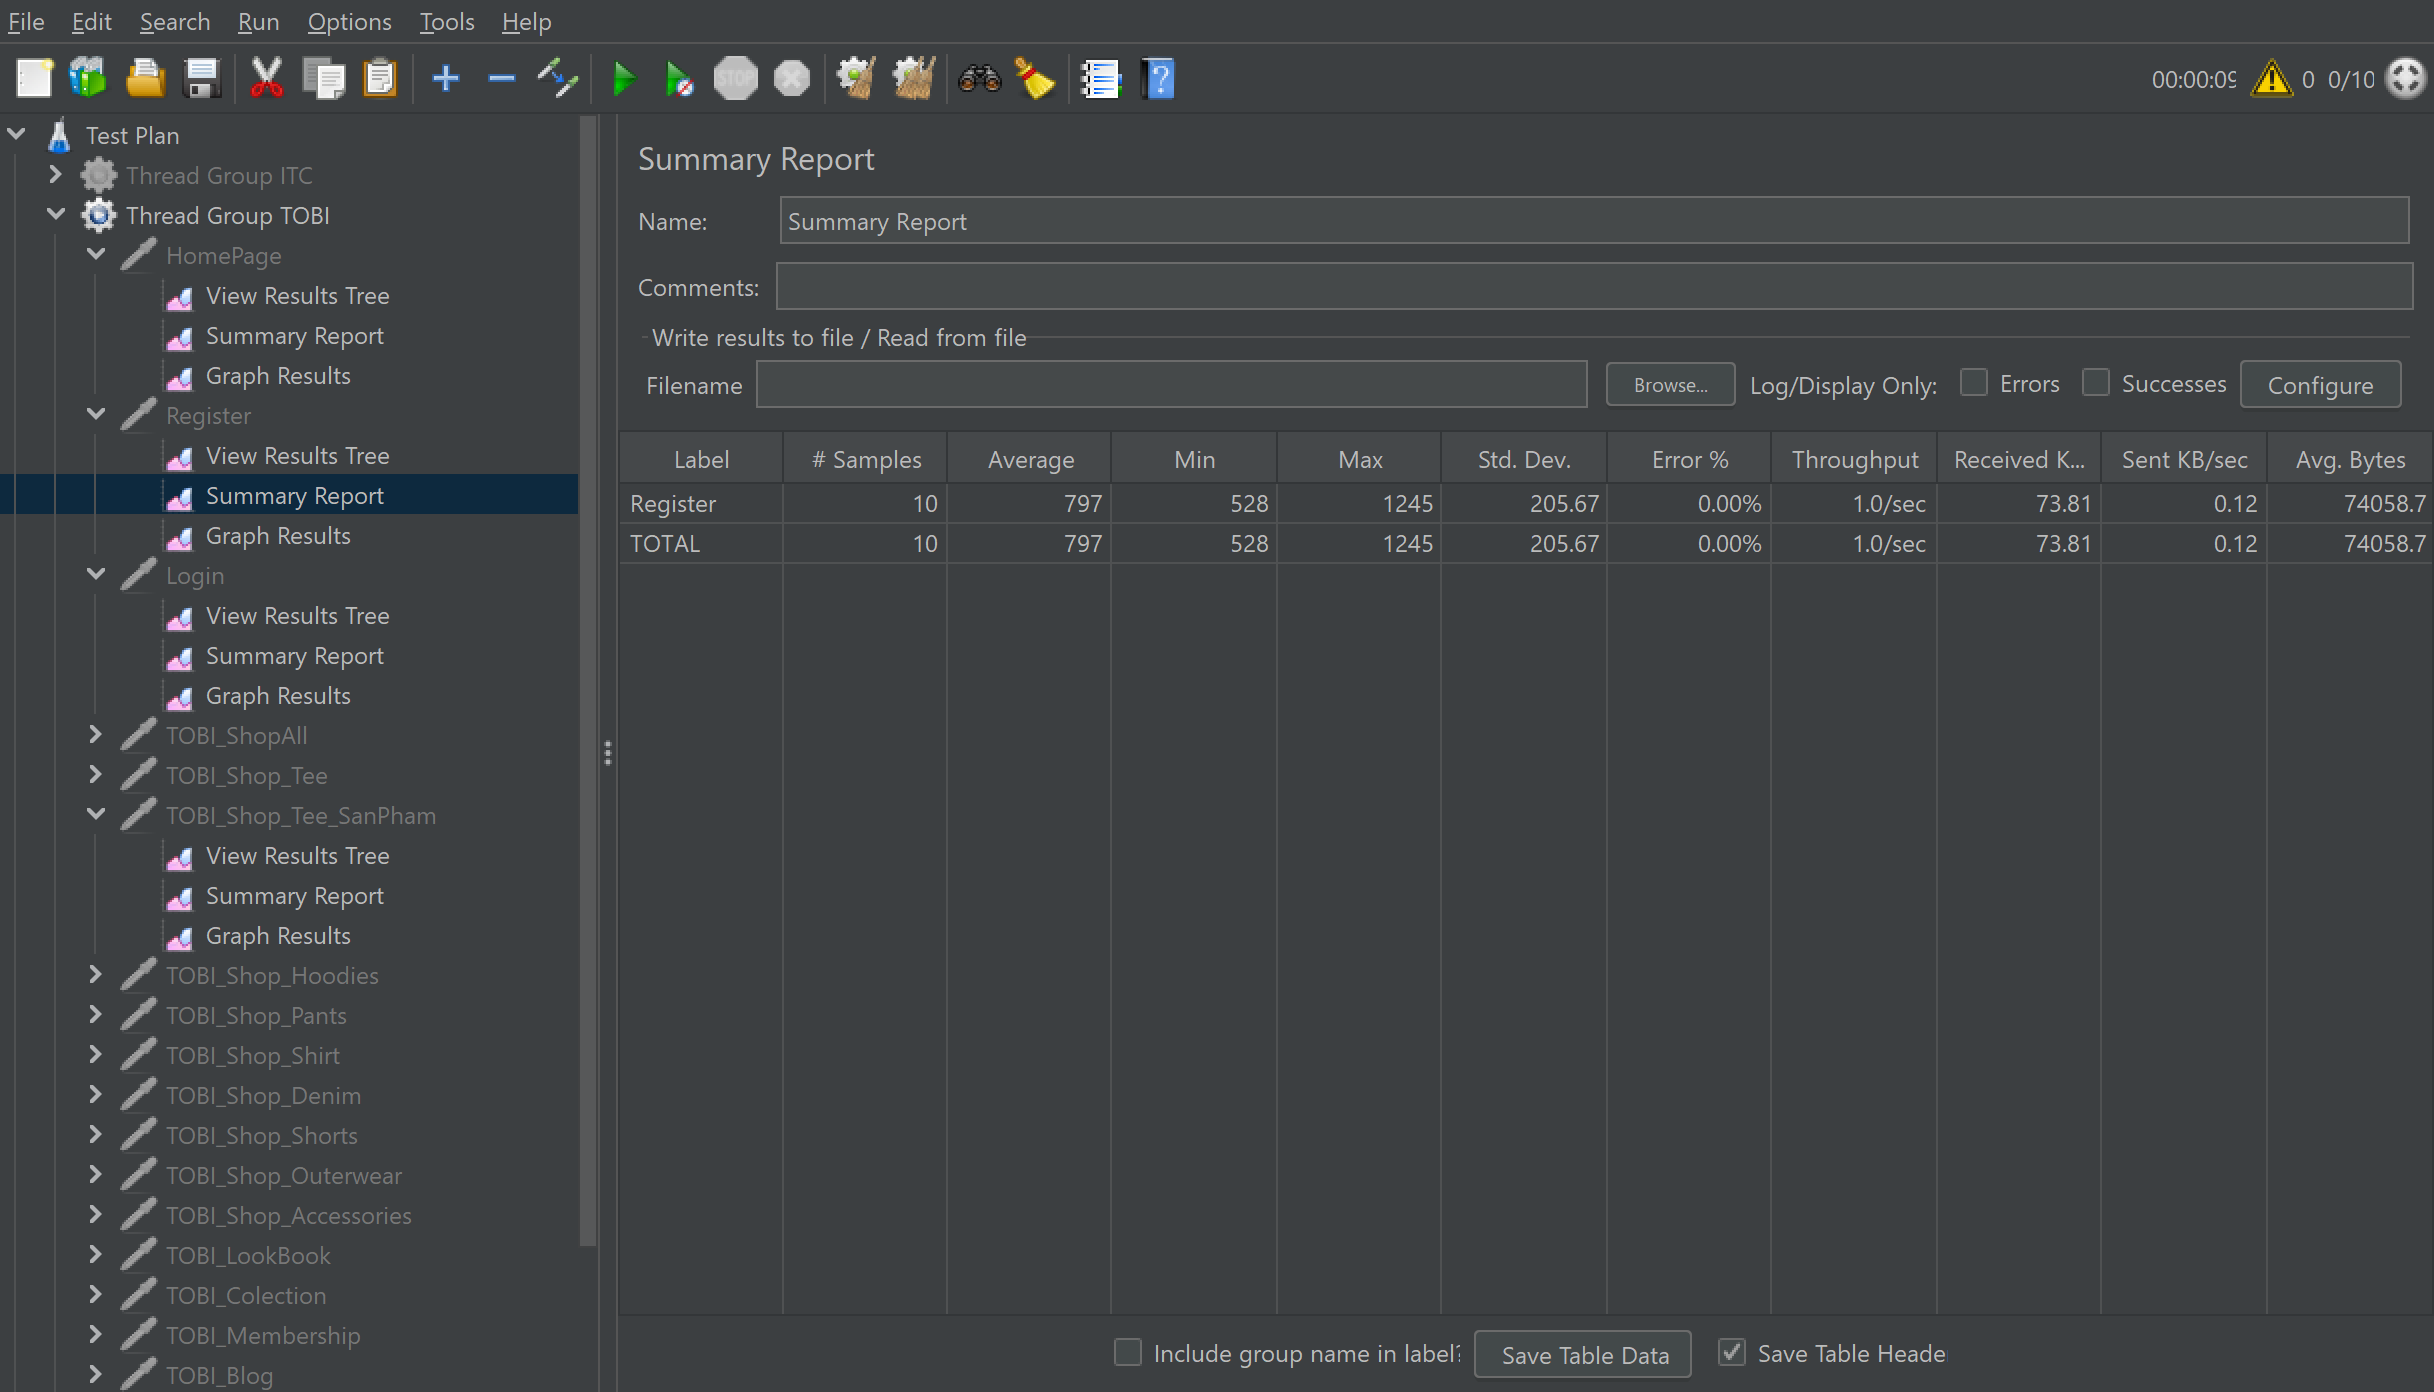 File Edit Search Run Options Tools Help
STOP
00:00:09 0 0/10
Test Plan
Thread Group ITC
Thread Group TOBI
HomePage
View Results Tree
Summary Report
Graph Results
Register
View Results Tree
Summary Report
Graph Results
Login
View Results Tree
Summary Report
Graph Results
TOBI_ShopAll
TOBI_Shop_Tee
TOBI_Shop_Tee_SanPham
View Results Tree
Summary Report
Graph Results
TOBI_Shop_Hoodies
TOBI_Shop_Pants
TOBI_Shop_Shirt
TOBI_Shop_Denim
TOBI_Shop_Shorts
TOBI_Shop_Outerwear
TOBI_Shop_Accessories
TOBI_LookBook
TOBI_Colection
TOBI_Membership
TOBI_Blog
Summary Report
Name: Summary Report
Comments:
Write results to file / Read from file
Filename Browse... Log/Display Only: Errors Successes Configure
Label # Samples Average Min Max Std. Dev. Error % Throughput Received K... Sent KB/sec Avg. Bytes
Register 10 797 528 1245 205.67 0.00% 1.0/sec 73.81 0.12 74058.7
TOTAL 10 797 528 1245 205.67 0.00% 1.0/sec 73.81 0.12 74058.7
Include group name in label? Save Table Data Save Table Heade